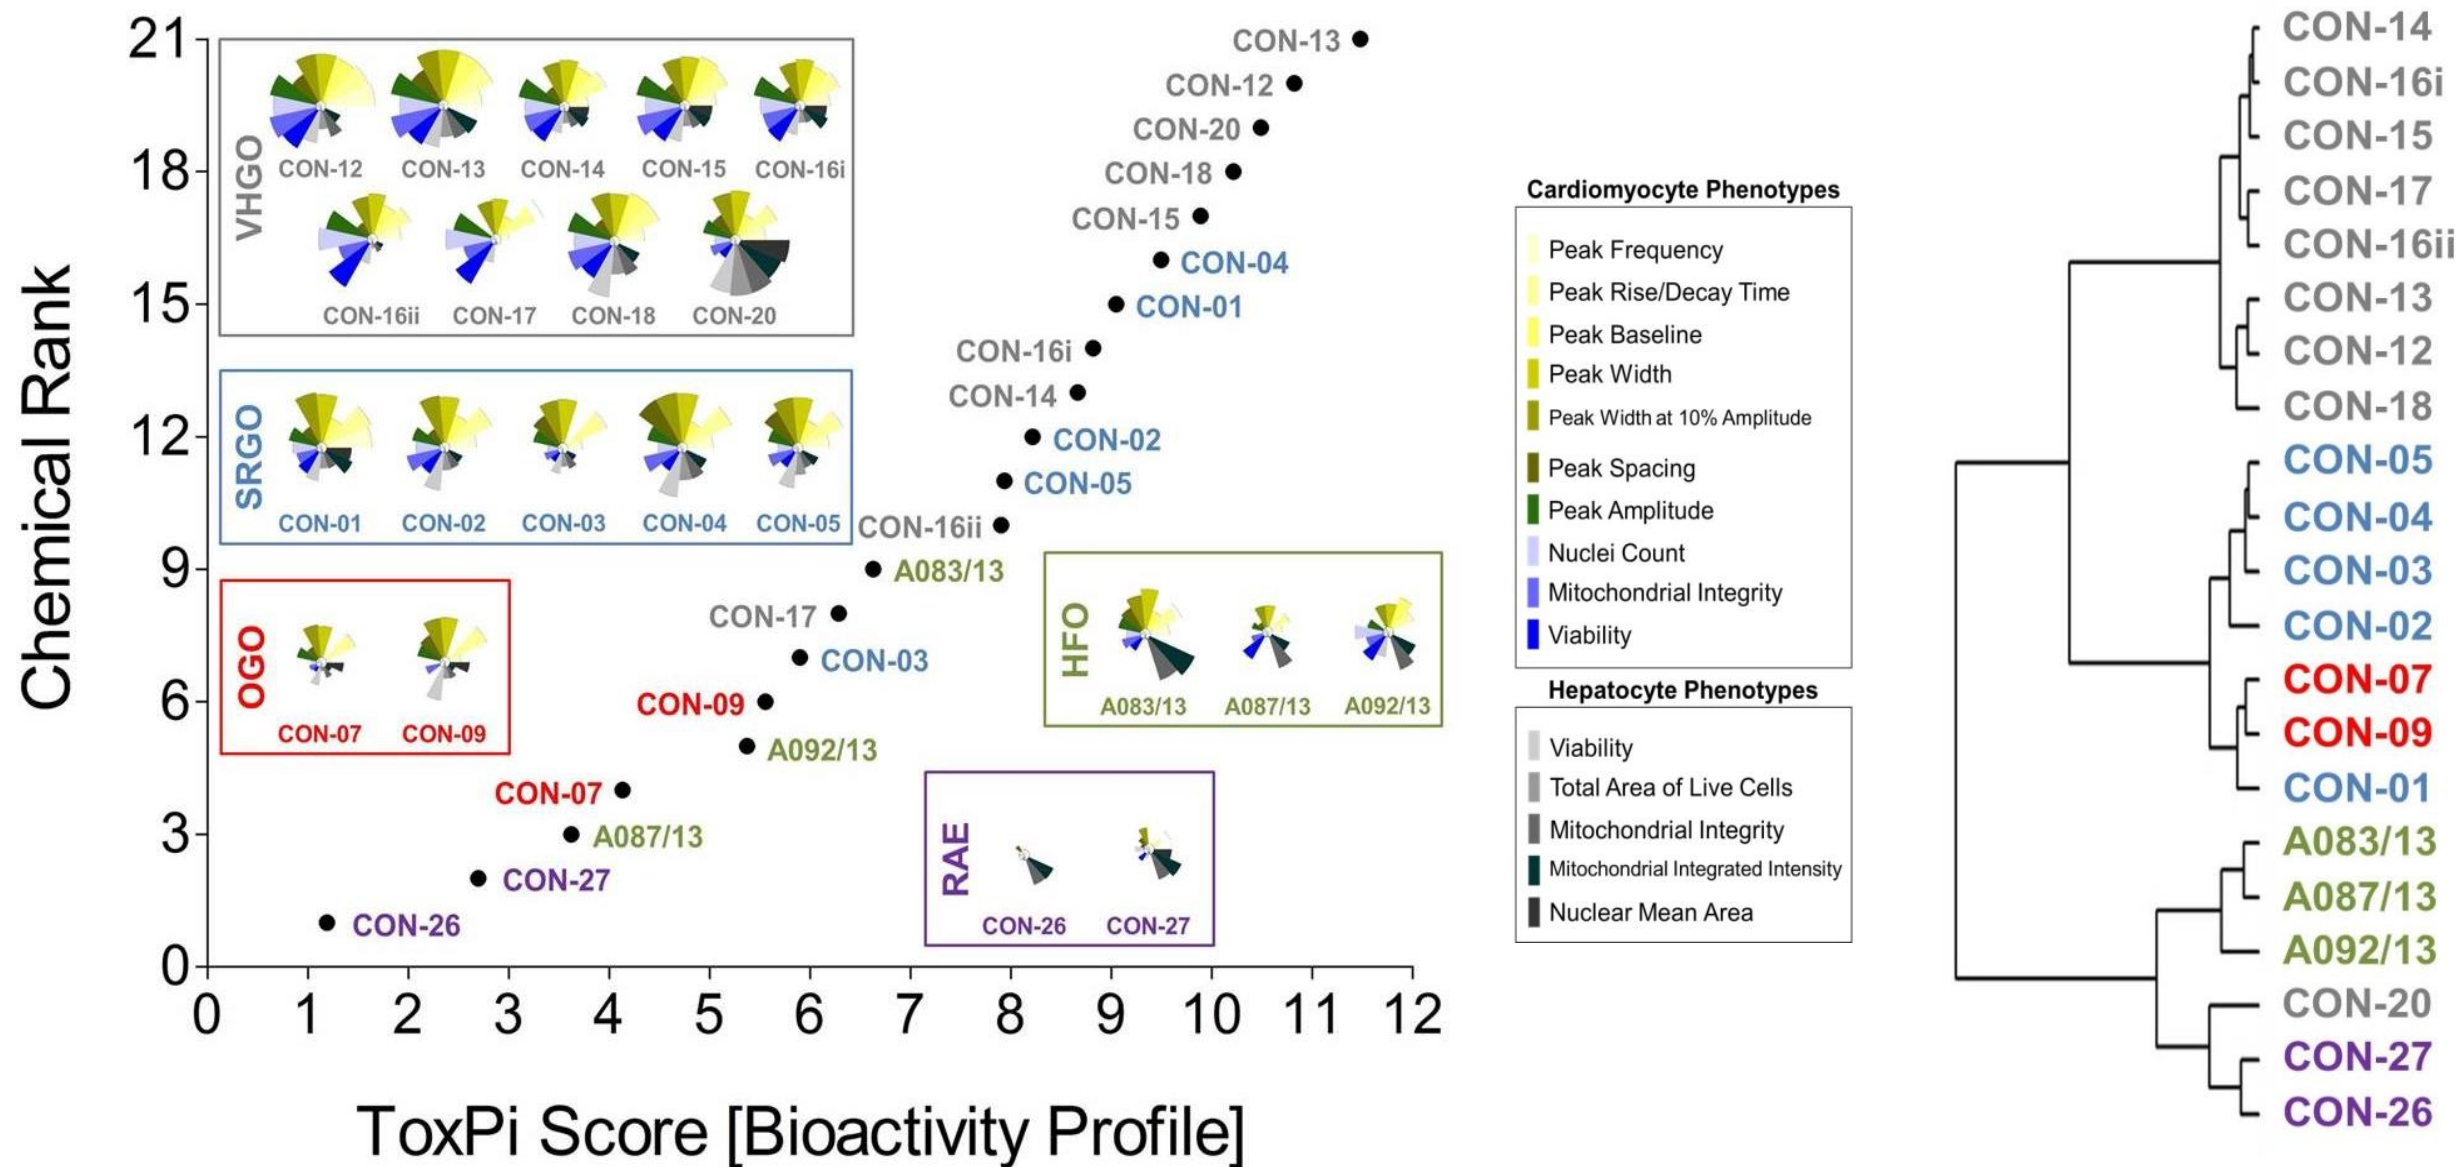 Chemical Rank
21
18
15
12
9
6
3
0
0 1 2 3 4 5 6 7 8 9 10 11 12
ToxPi Score [Bioactivity Profile]
VHGO
CON-12 CON-13 CON-14 CON-15 CON-16i
CON-16ii CON-17 CON-18 CON-20
SRGO
CON-01 CON-02 CON-03 CON-04 CON-05
OGO
CON-07 CON-09
HFO
A083/13 A087/13 A092/13
RAE
CON-26 CON-27
CON-13
CON-12
CON-20
CON-18
CON-15
CON-04
CON-01
CON-16i
CON-14
CON-02
CON-05
CON-16ii
A083/13
CON-17
CON-03
CON-09
A092/13
CON-07
A087/13
CON-27
CON-26
Cardiomyocyte Phenotypes
Peak Frequency
Peak Rise/Decay Time
Peak Baseline
Peak Width
Peak Width at 10% Amplitude
Peak Spacing
Peak Amplitude
Nuclei Count
Mitochondrial Integrity
Viability
Hepatocyte Phenotypes
Viability
Total Area of Live Cells
Mitochondrial Integrity
Mitochondrial Integrated Intensity
Nuclear Mean Area
CON-14
CON-16i
CON-15
CON-17
CON-16ii
CON-13
CON-12
CON-18
CON-05
CON-04
CON-03
CON-02
CON-07
CON-09
CON-01
A083/13
A087/13
A092/13
CON-20
CON-27
CON-26